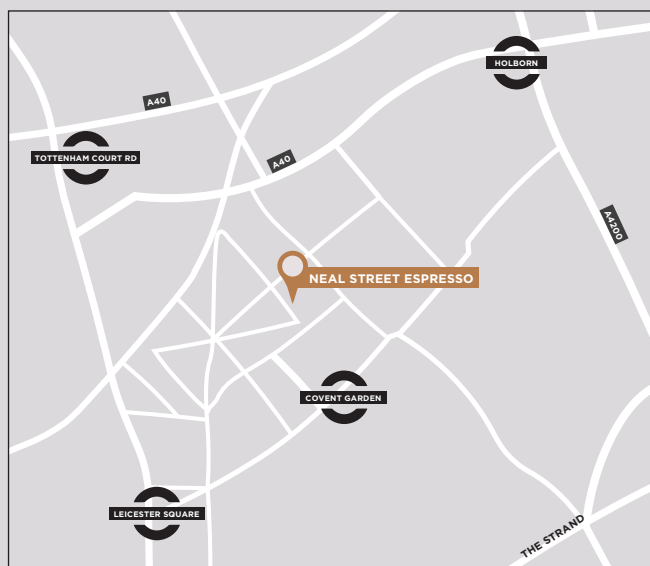 HOLBORN
A40
TOTTENHAM COURT RD
A40
A4200
NEAL STREET ESPRESSO
COVENT GARDEN
LEICESTER SQUARE
THE STRAND